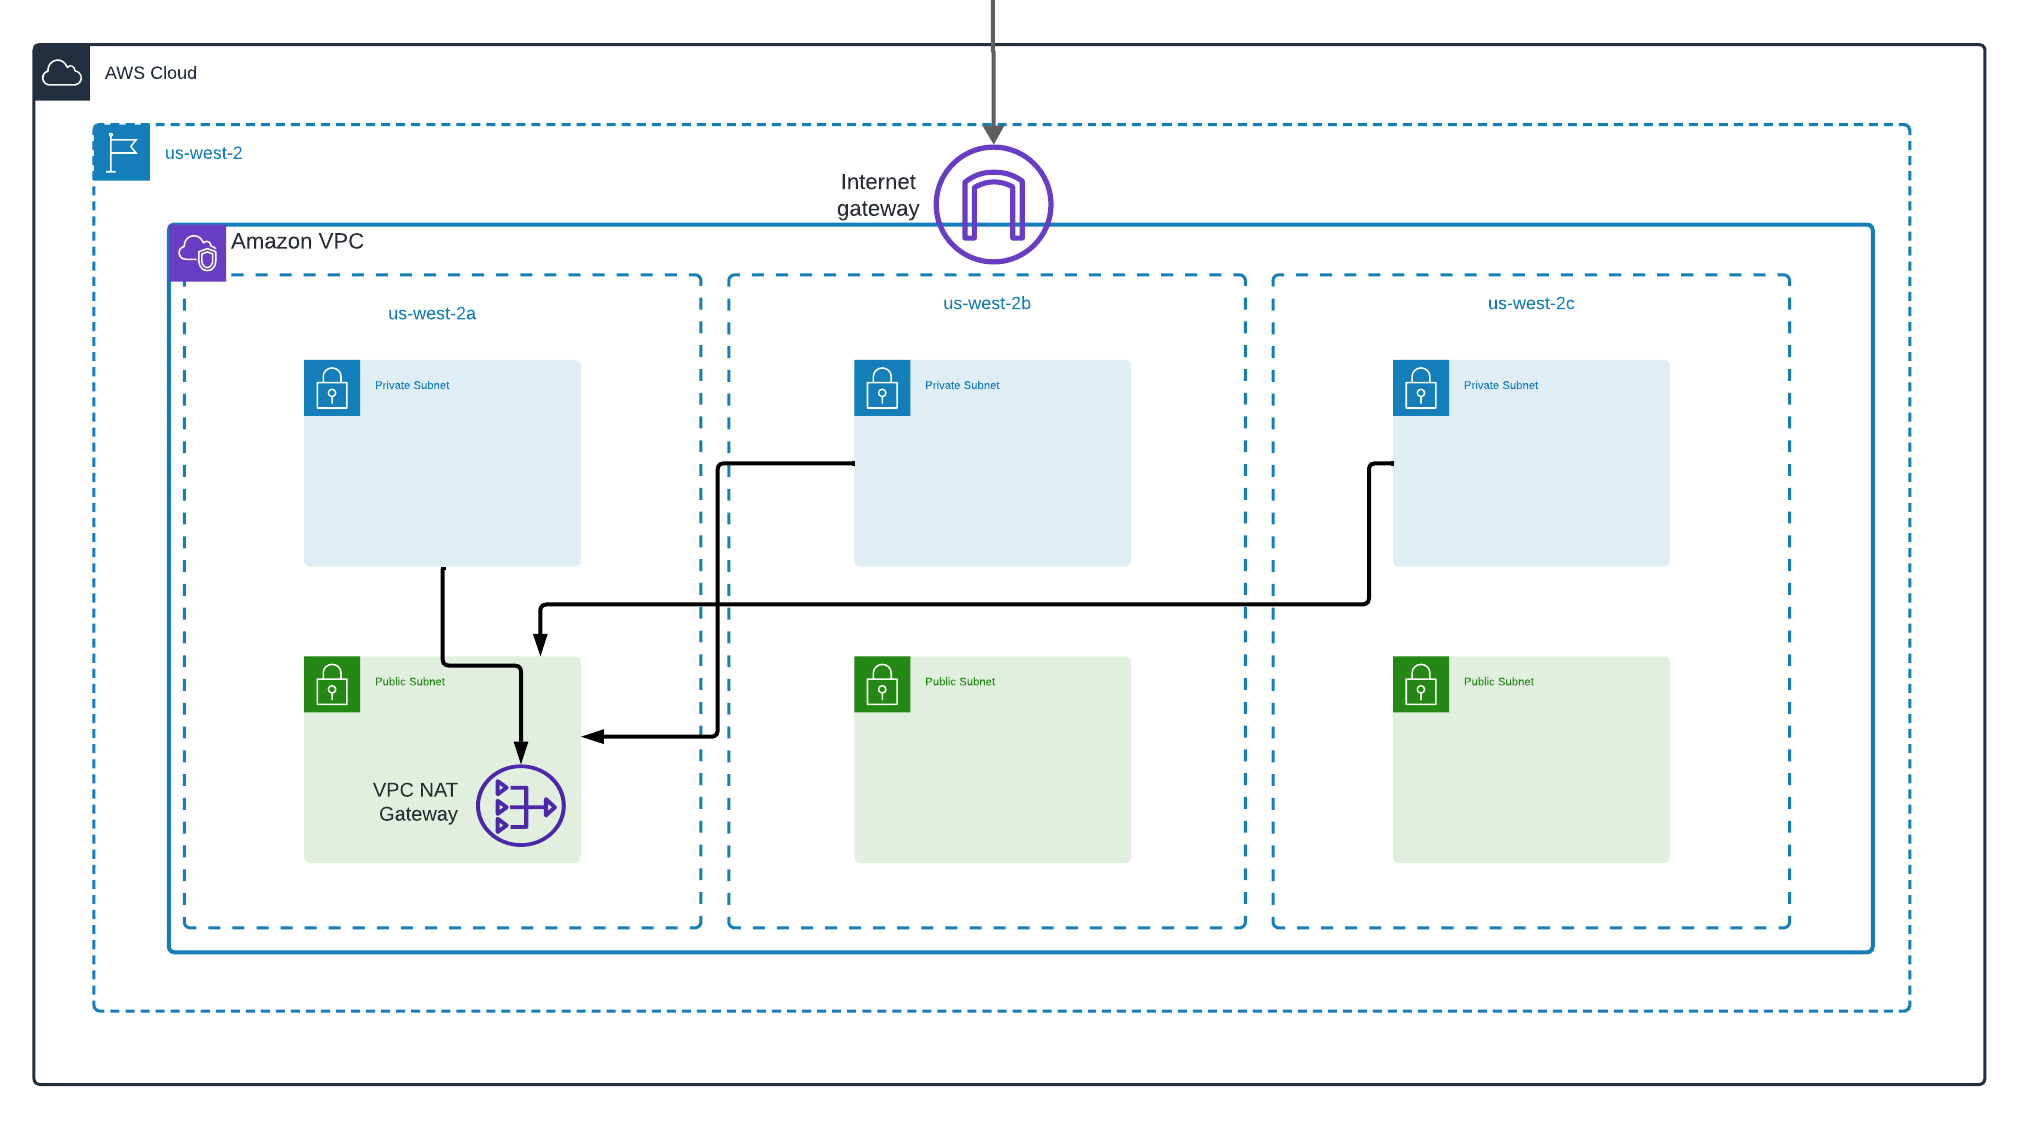 AWS Cloud
us-west-2
Internet
gateway
Amazon VPC
us-west-2a
us-west-2b
us-west-2c
Private Subnet
Private Subnet
Private Subnet
Public Subnet
Public Subnet
Public Subnet
VPC NAT
Gateway